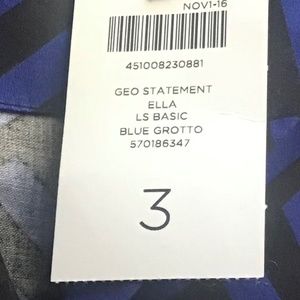 NOV1-16
451008230881
GEO STATEMENT
ELLA
LS BASIC
BLUE GROTTO
570186347
3